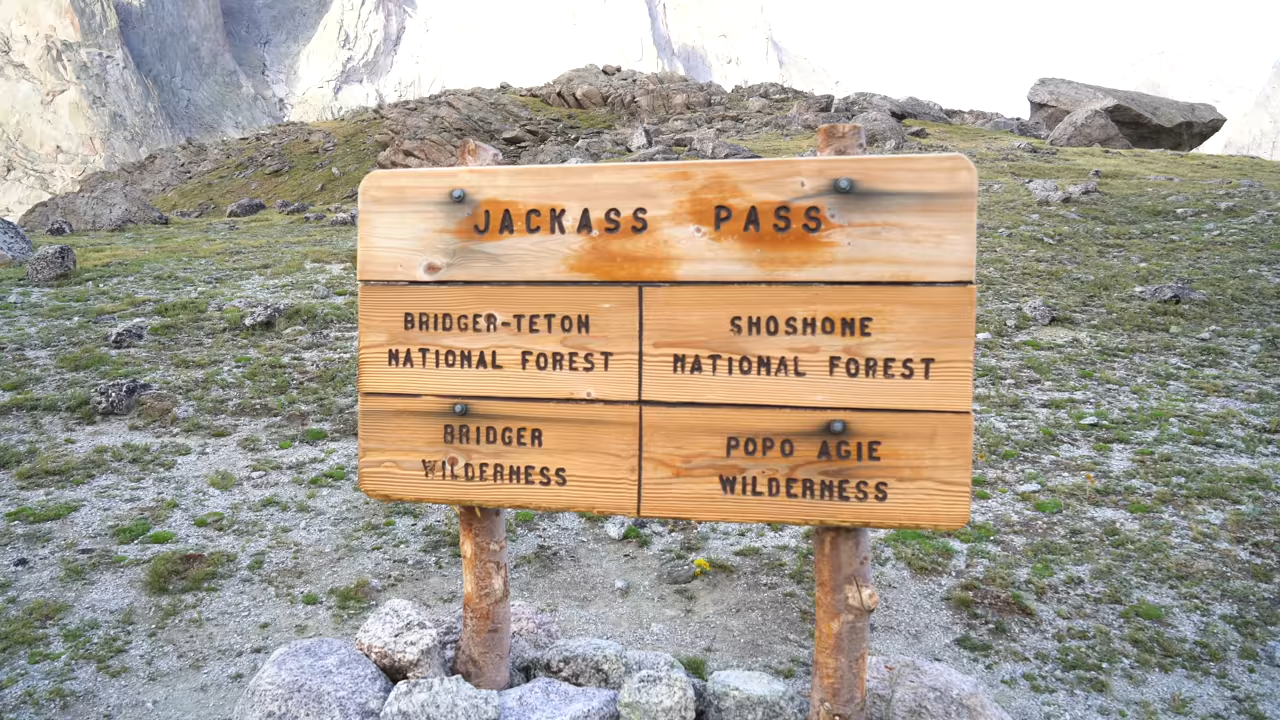 JACKASS PASS
BRIDGER-TETON
NATIONAL FOREST
SHOSHONE
NATIONAL FOREST
BRIDGER
WILDERNESS
POPO AGIE
WILDERNESS